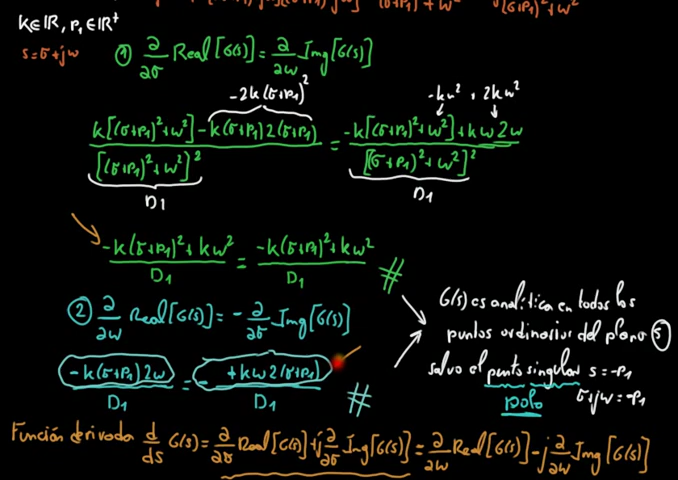 k∈ℝ, p₁∈ℝ⁺
(σ+p₁)²+ω²
s=σ+jω
① ∂/∂σ Real[G(s)] = ∂/∂ω Img[G(s)]
-2k(σ+p₁)²
-kω² + 2kω²
k[(σ+p₁)²+ω²] - k(σ+p₁)2(σ+p₁) / [(σ+p₁)²+ω²]² = -k[(σ+p₁)²+ω²]+kω2ω / [(σ+p₁)²+ω²]²
D₁ D₁
-k(σ+p₁)²+kω² / D₁ = -k(σ+p₁)²+kω² / D₁ #
② ∂/∂ω Real[G(s)] = -∂/∂σ Img[G(s)]
-k(σ+p₁)2ω / D₁ = - +kω2(σ+p₁) / D₁ #
G(s) es analítica en todos los
puntos ordinarios del plano Ⓢ
salvo el punto singular s=-p₁
polo σ+jω=-p₁
Función derivada d/ds G(s) = ∂/∂σ Real[G(s)]+j∂/∂σ Img[G(s)] = ∂/∂ω Real[G(s)]-j∂/∂ω Img[G(s)]